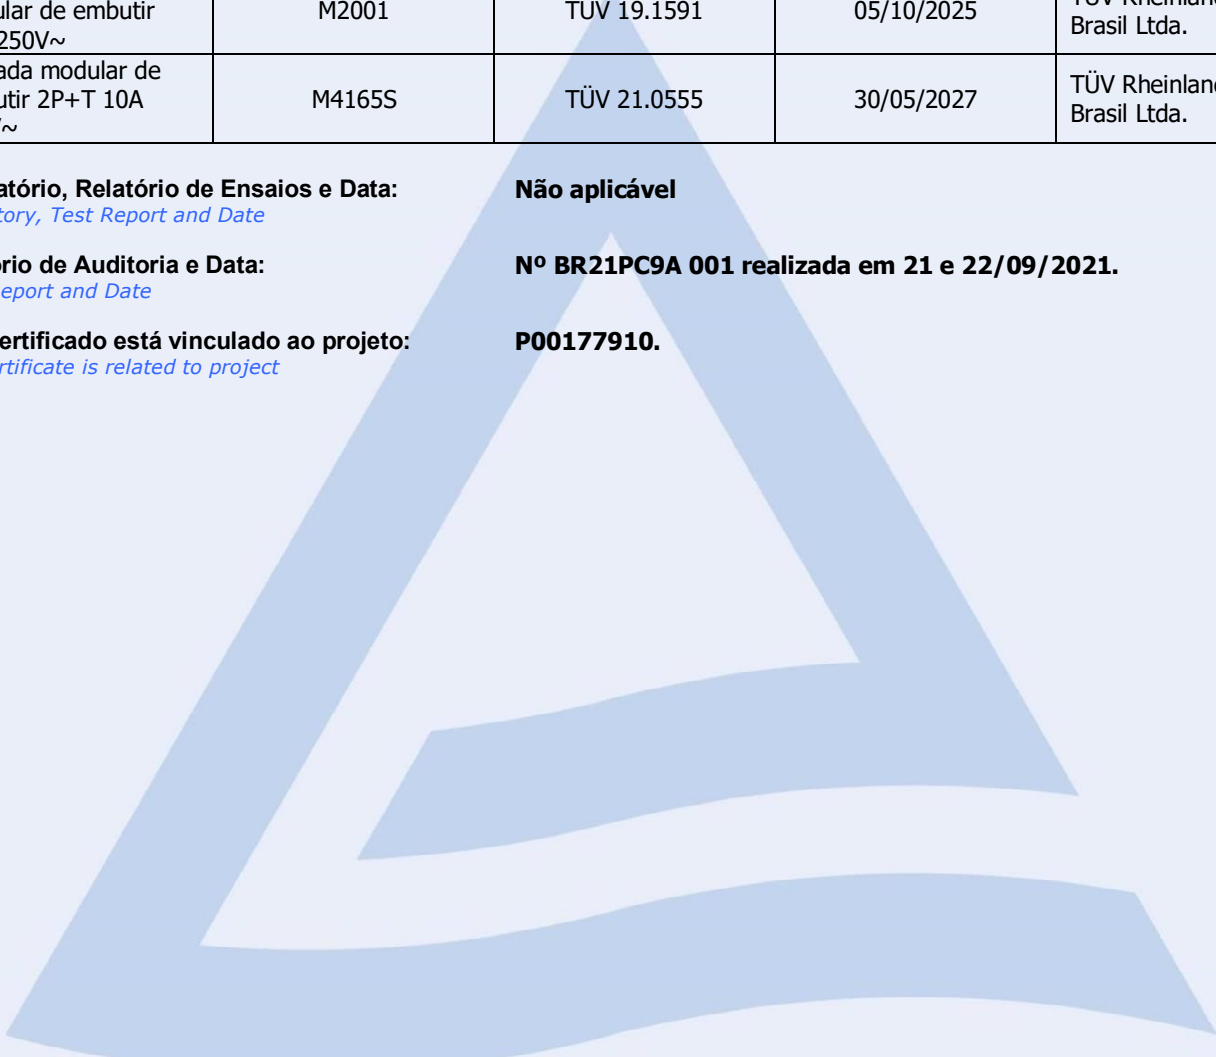 ular de embutir M2001 TÜV 19.1591 05/10/2025 TÜV Rheinland
250V~ Brasil Ltda.
ada modular de
utir 2P+T 10A M4165S TÜV 21.0555 30/05/2027 TÜV Rheinland
~ Brasil Ltda.
atório, Relatório de Ensaios e Data: Não aplicável
tory, Test Report and Date
rio de Auditoria e Data: Nº BR21PC9A 001 realizada em 21 e 22/09/2021.
eport and Date
ertificado está vinculado ao projeto: P00177910.
rtificate is related to project